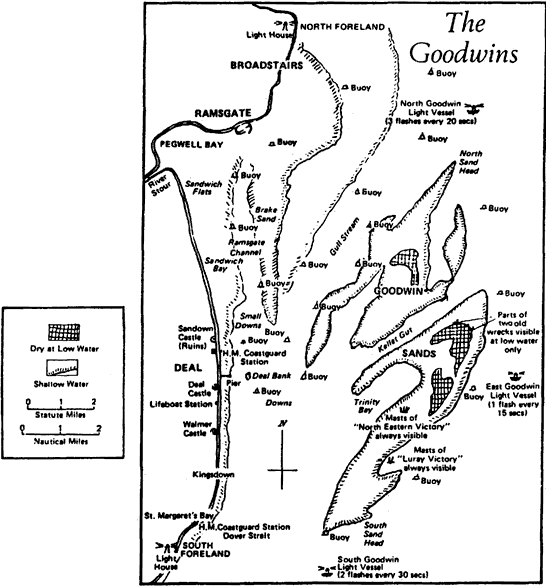 The
Goodwins
NORTH FORELAND
Light House
BROADSTAIRS
Buoy
Buoy
North Goodwin
Light Vessel
(3 flashes every 20 secs)
RAMSGATE
Buoy
Buoy
PEGWELL BAY
North
Sand
Head
River
Stour
Sandwich
Flats
Buoy
Buoy
Buoy
Brake
Sand
Gull Stream
Buoy
Buoy
Ramsgate
Channel
Sandwich
Bay
Buoy
Buoy
Buoy
GOODWIN
Buoy
Buoy
Small
Downs
Buoy
Parts of
two old
wrecks visible
at low water
only
Kellet Gut
SANDS
Sandown
Castle
(Ruins)
Buoy
H.M. Coastguard
Station
DEAL
Pier
Deal Bank
Buoy
Deal
Castle
Buoy
Downs
Lifeboat Station
Trinity
Bay
Buoy
East Goodwin
Light Vessel
(1 flash every
15 secs)
Walmer
Castle
Masts of
"North Eastern Victory"
always visible
N
Masts of
"Luray Victory"
always visible
Buoy
Kingsdown
St. Margaret's Bay
H.M. Coastguard Station
Dover Strait
Buoy
South
Sand
Head
SOUTH
FORELAND
Light
House
South Goodwin
Light Vessel
(2 flashes every 30 secs)
Dry at Low Water
Shallow Water
0 1 2
Statute Miles
0 1 2
Nautical Miles